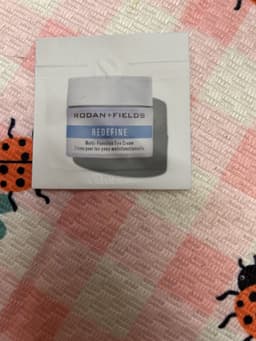 RODAN+FIELDS
REDEFINE
Multi-Function Eye Cream
Crème pour les yeux multifonctionnelle